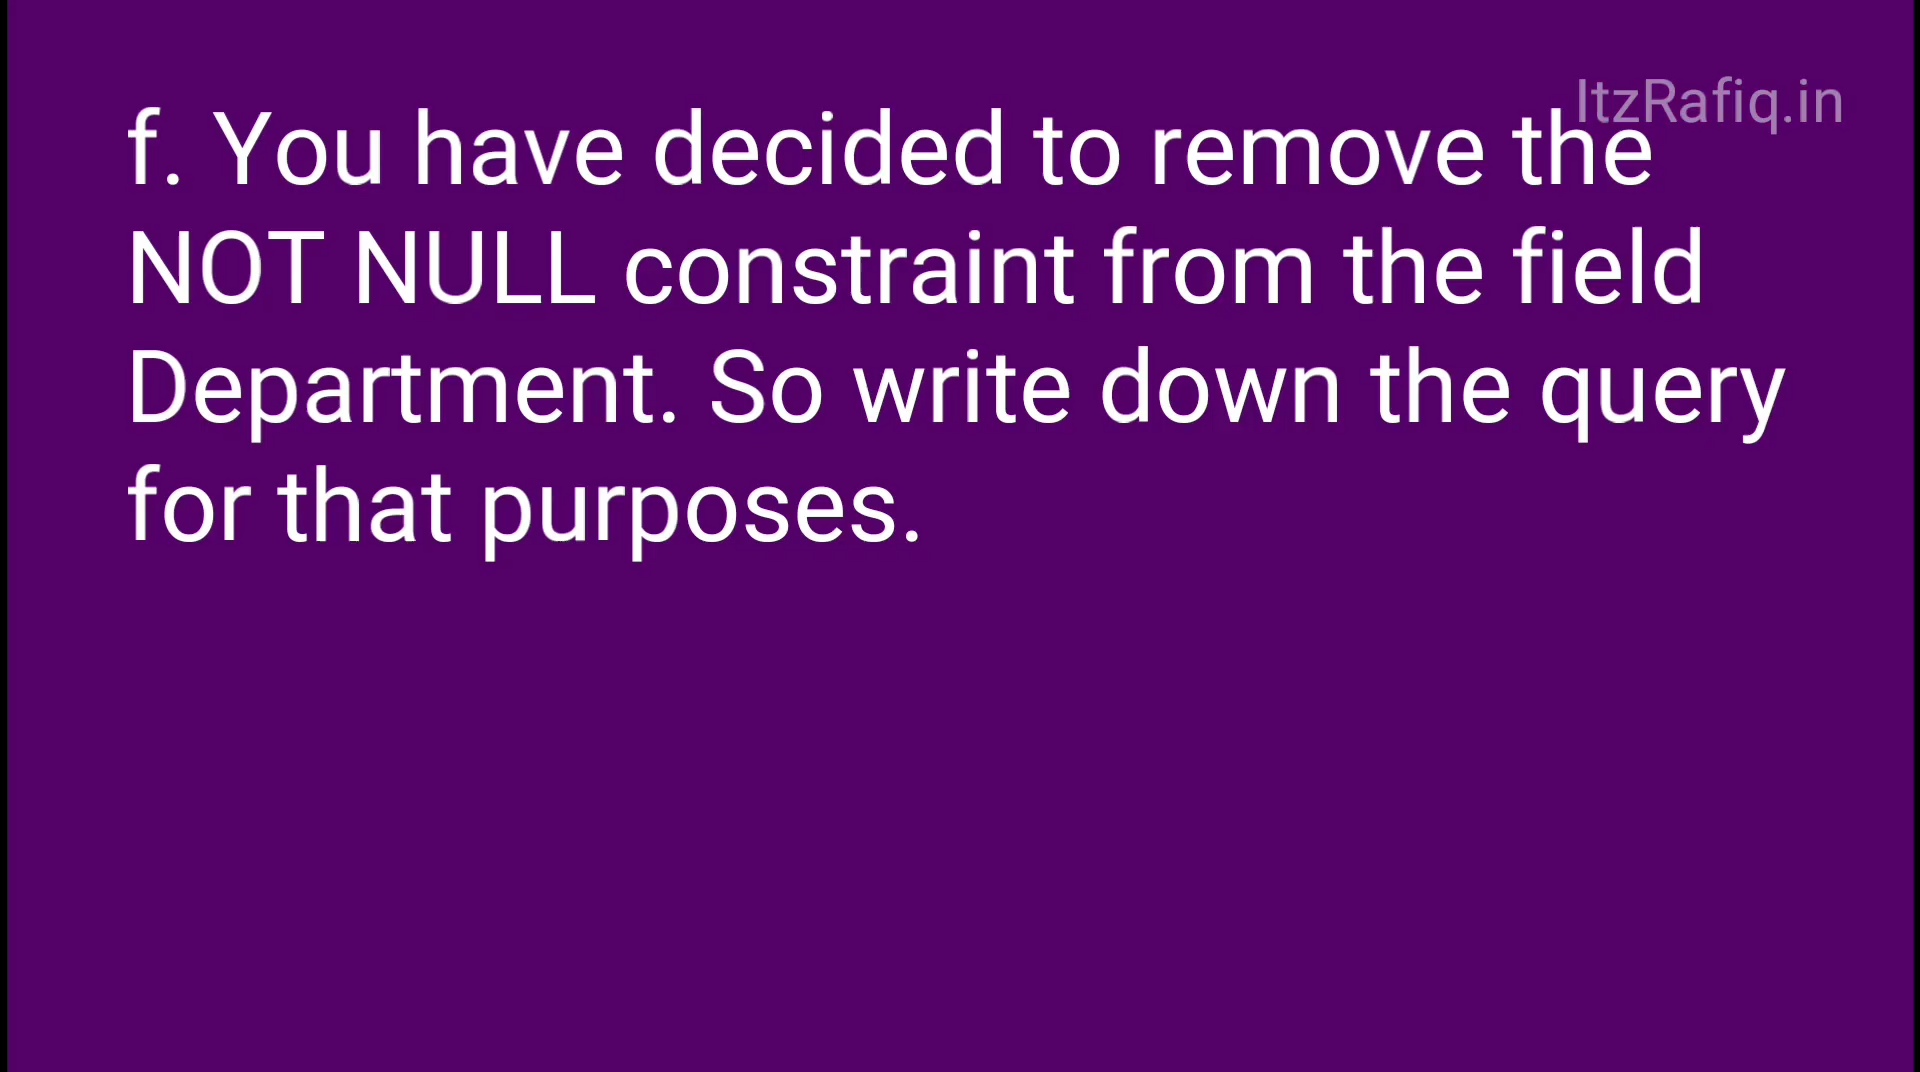 ItzRafiq.in
f. You have decided to remove the
NOT NULL constraint from the field
Department. So write down the query
for that purposes.